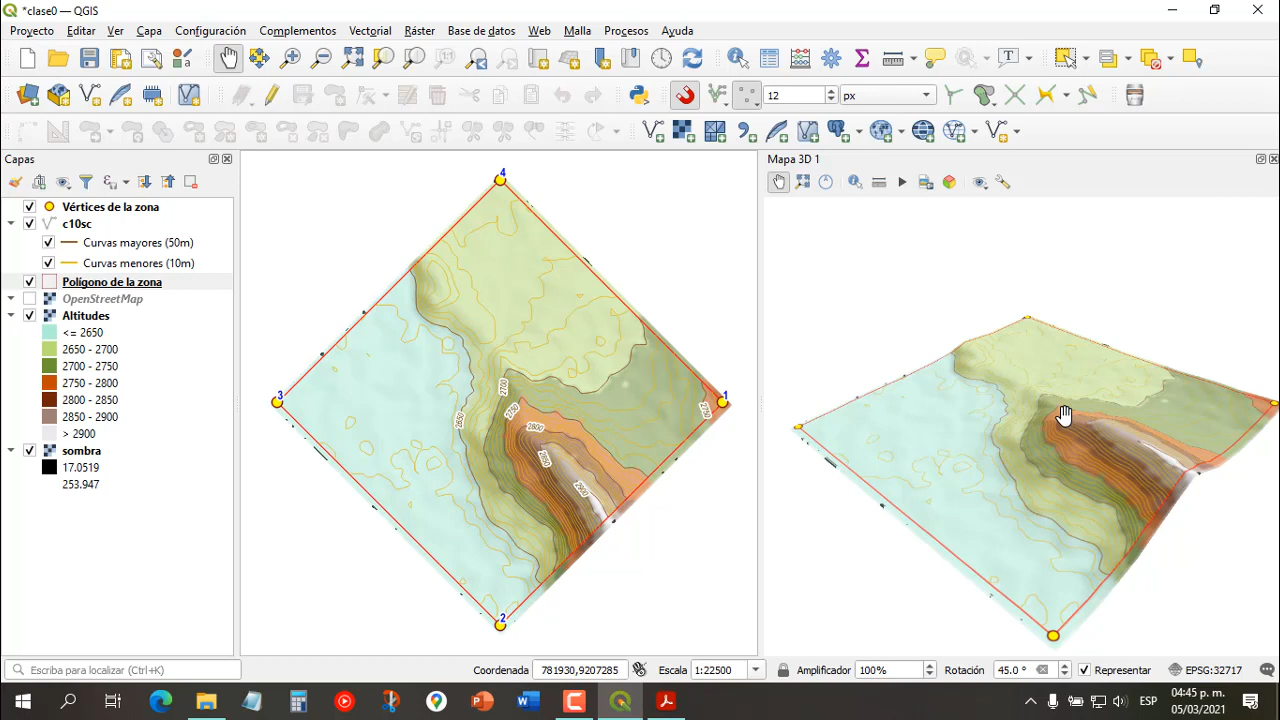 *clase0 — QGIS
Proyecto Editar Ver Capa Configuración Complementos Vectorial Ráster Base de datos Web Malla Procesos Ayuda
12 px
Capas
Vértices de la zona
c10sc
Curvas mayores (50m)
Curvas menores (10m)
Polígono de la zona
OpenStreetMap
Altitudes
<= 2650
2650 - 2700
2700 - 2750
2750 - 2800
2800 - 2850
2850 - 2900
> 2900
sombra
17.0519
253.947
4
3
1
2
2700
2750
2800
2850
2900
2650
2750
Mapa 3D 1
Escriba para localizar (Ctrl+K)
Coordenada 781930,9207285 Escala 1:22500 Amplificador 100% Rotación 45.0 ° Representar EPSG:32717
ESP
04:45 p. m.
05/03/2021